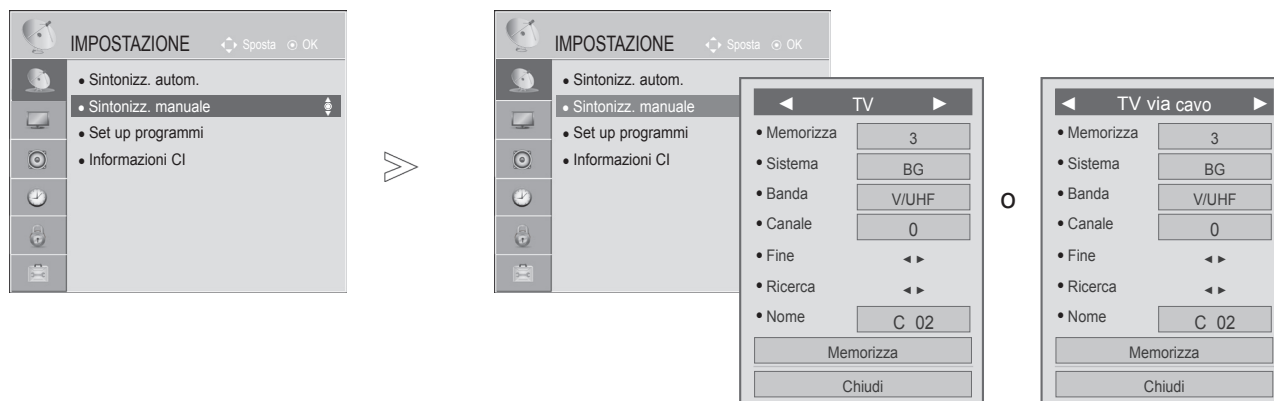 IMPOSTAZIONE Sposta OK
• Sintonizz. autom.
• Sintonizz. manuale
• Set up programmi
• Informazioni CI
IMPOSTAZIONE Sposta OK
• Sintonizz. autom.
• Sintonizz. manuale
• Set up programmi
• Informazioni CI
◄ TV ►
• Memorizza 3
• Sistema BG
• Banda V/UHF
• Canale 0
• Fine ◄ ►
• Ricerca ◄ ►
• Nome C 02
Memorizza
Chiudi
o
◄ TV via cavo ►
• Memorizza 3
• Sistema BG
• Banda V/UHF
• Canale 0
• Fine ◄ ►
• Ricerca ◄ ►
• Nome C 02
Memorizza
Chiudi